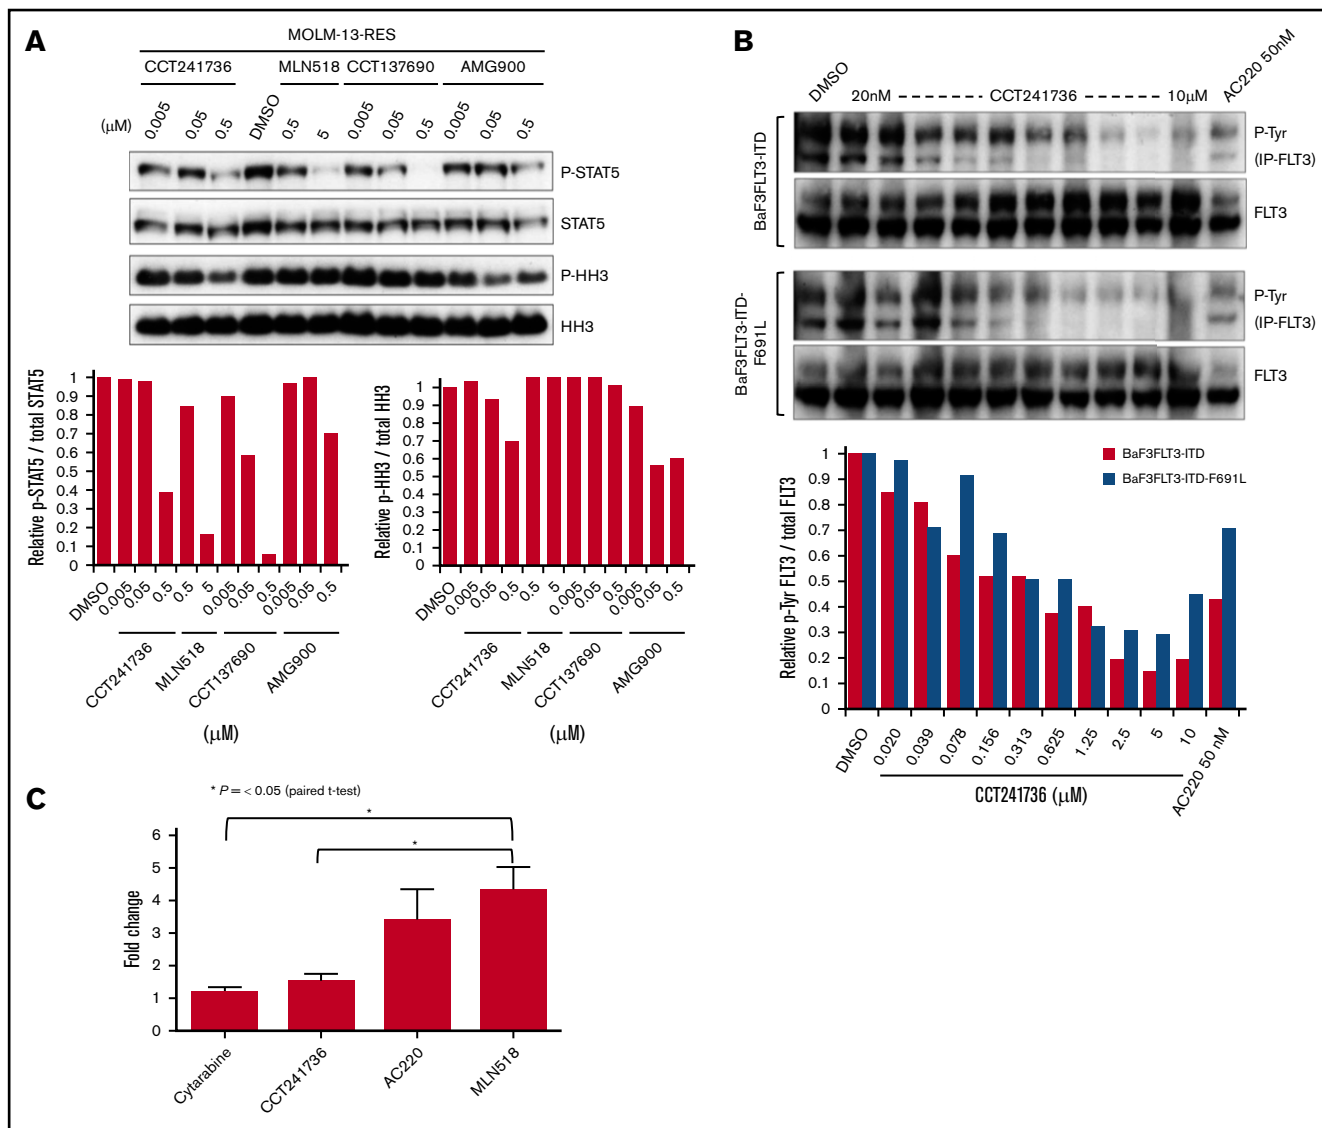 A
MOLM-13-RES
CCT241736 MLN518 CCT137690 AMG900
(μM) 0.005 0.05 0.5 DMSO 0.5 5 0.005 0.05 0.5 0.005 0.05 0.5
P-STAT5
STAT5
P-HH3
HH3
Relative p-STAT5 / total STAT5
1
0.9
0.8
0.7
0.6
0.5
0.4
0.3
0.2
0.1
0
DMSO 0.005 0.05 0.5 0.5 5 0.005 0.05 0.5 0.005 0.05 0.5
CCT241736 MLN518 CCT137690 AMG900
(μM)
Relative p-HH3 / total HH3
1
0.9
0.8
0.7
0.6
0.5
0.4
0.3
0.2
0.1
0
DMSO 0.005 0.05 0.5 0.5 5 0.005 0.05 0.5 0.005 0.05 0.5
CCT241736 MLN518 CCT137690 AMG900
(μM)
B
DMSO 20nM CCT241736 10μM AC220 50nM
BaF3FLT3-ITD
P-Tyr
(IP-FLT3)
FLT3
BaF3FLT3-ITD-
F691L
P-Tyr
(IP-FLT3)
FLT3
BaF3FLT3-ITD
BaF3FLT3-ITD-F691L
Relative p-Tyr FLT3 / total FLT3
1
0.9
0.8
0.7
0.6
0.5
0.4
0.3
0.2
0.1
0
DMSO 0.020 0.039 0.078 0.156 0.313 0.625 1.25 2.5 5 10 AC220 50 nM
CCT241736 (μM)
C
* P = < 0.05 (paired t-test)
*
*
Fold change
6
5
4
3
2
1
0
Cytarabine CCT241736 AC220 MLN518